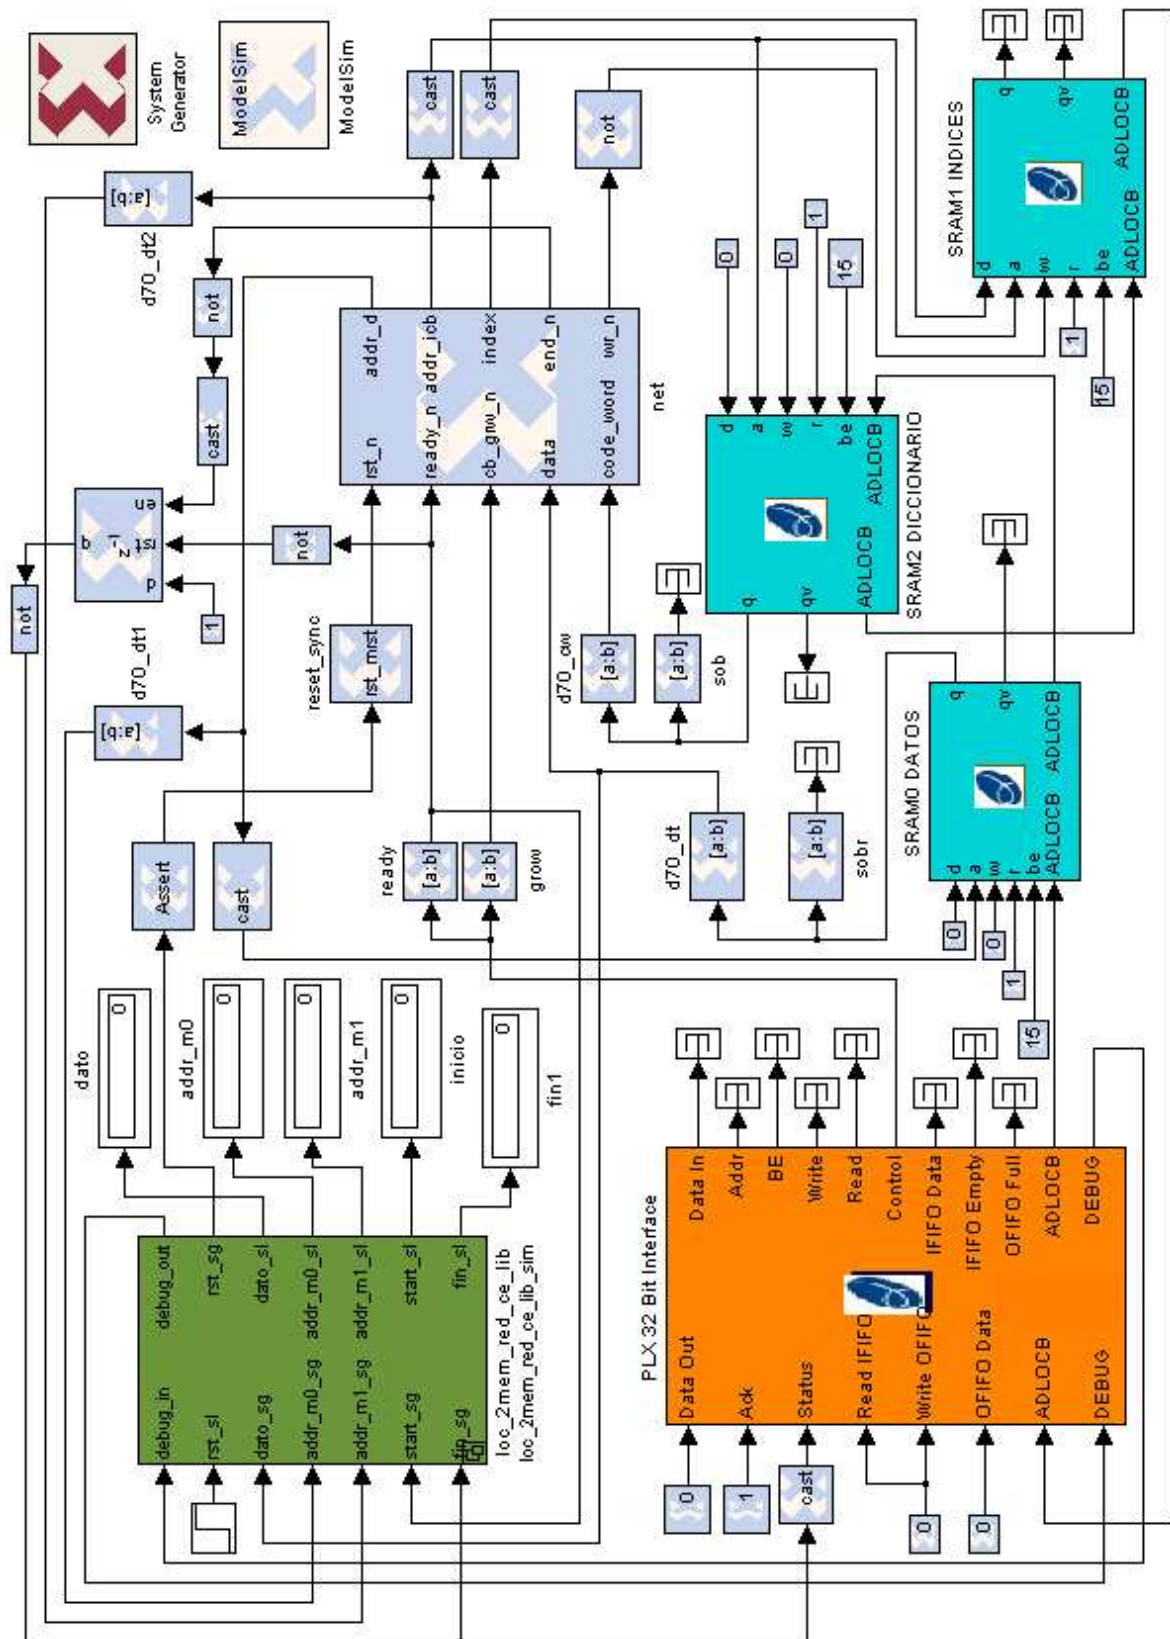 System
Generator
ModelSim
ModelSim
[a:b]
d70_dt2
cast
cast
not
not
cast
d
rst
en
z-1
q
not
1
not
[a:b]
d70_dt1
reset_sync
rst_mist
Assert
cast
rst_n
ready_n
cb_grw_n
data
code_word
addr_d
addr_icb
index
end_n
wr_n
net
dato
0
addr_m0
0
addr_m1
0
inicio
0
fin1
0
ready
[a:b]
[a:b]
grow
debug_in
rst_sl
dato_sg
addr_m0_sg
addr_m1_sg
start_sg
fin_sg
debug_out
rst_sg
dato_sl
addr_m0_sl
addr_m1_sl
start_sl
fin_sl
loc_2mem_red_ce_lib
loc_2mem_red_ce_lib_sim
PLX 32 Bit Interface
Data Out
Ack
Status
Read IFIFO
Write OFIFO
OFIFO Data
ADLOCB
DEBUG
Data In
Addr
BE
Write
Read
Control
IFIFO Data
IFIFO Empty
OFIFO Full
ADLOCB
DEBUG
0
1
cast
0
0
d70_dt
[a:b]
[a:b]
sobr
d70_cw
[a:b]
[a:b]
sob
SRAM0 DATOS
d
a
w
r
be
ADLOCB
q
qv
ADLOCB
0
0
1
15
SRAM2 DICCIONARIO
d
a
w
r
be
ADLOCB
q
qv
ADLOCB
0
0
1
15
SRAM1 INDICES
d
a
w
r
be
ADLOCB
q
qv
ADLOCB
1
15